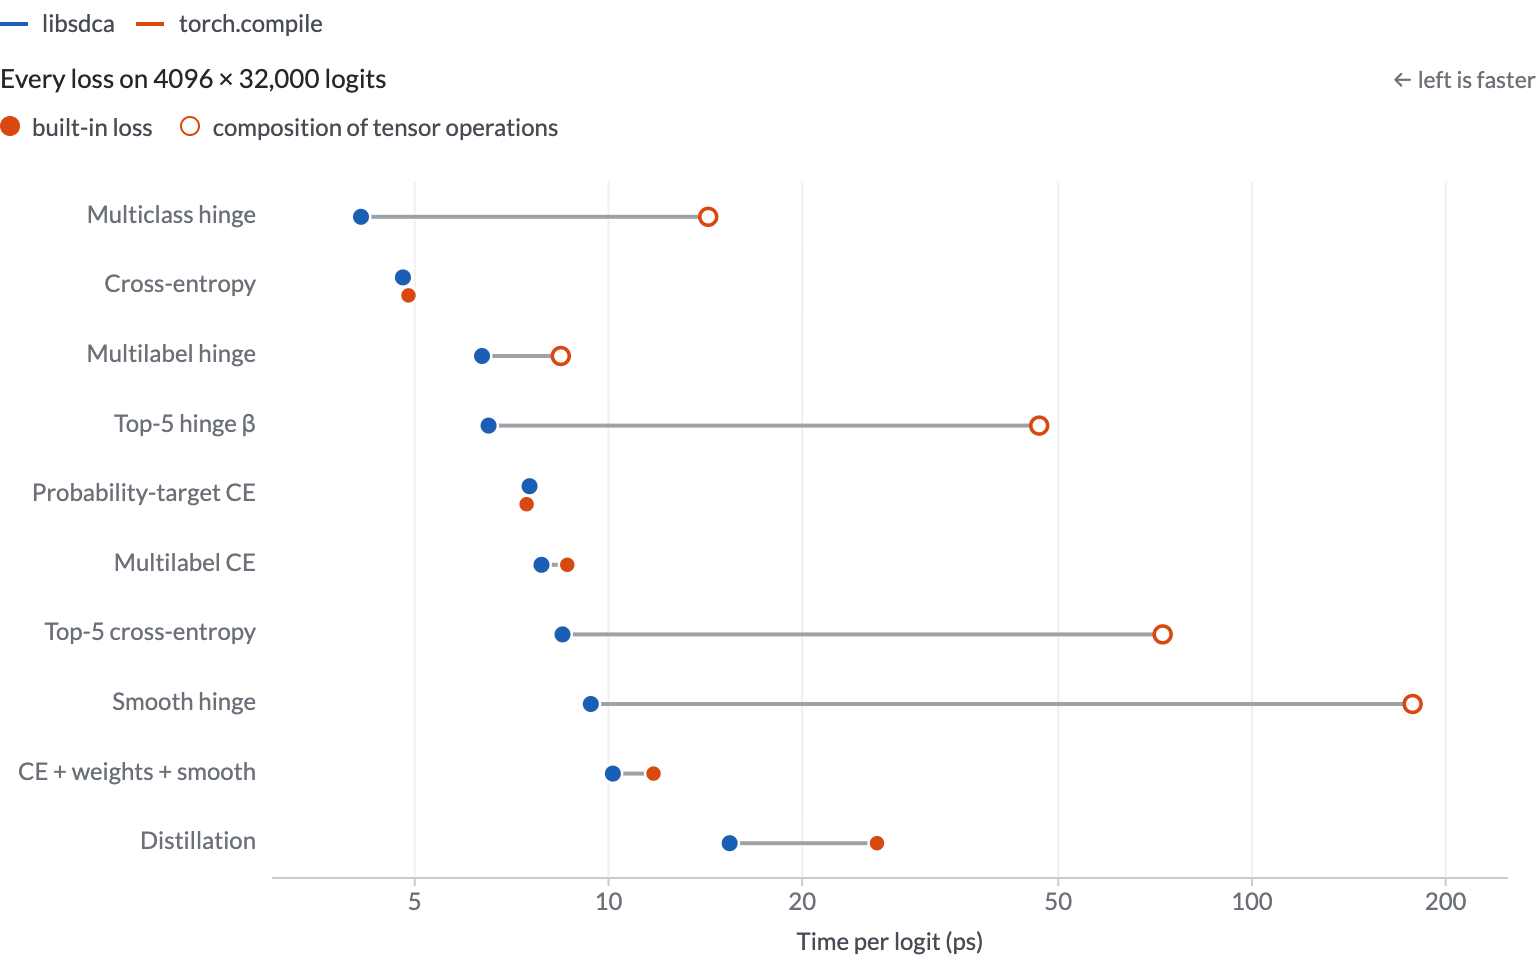 libsdca torch.compile
Every loss on 4096 × 32,000 logits
← left is faster
built-in loss composition of tensor operations
Multiclass hinge
Cross-entropy
Multilabel hinge
Top-5 hinge β
Probability-target CE
Multilabel CE
Top-5 cross-entropy
Smooth hinge
CE + weights + smooth
Distillation
5 10 20 50 100 200
Time per logit (ps)